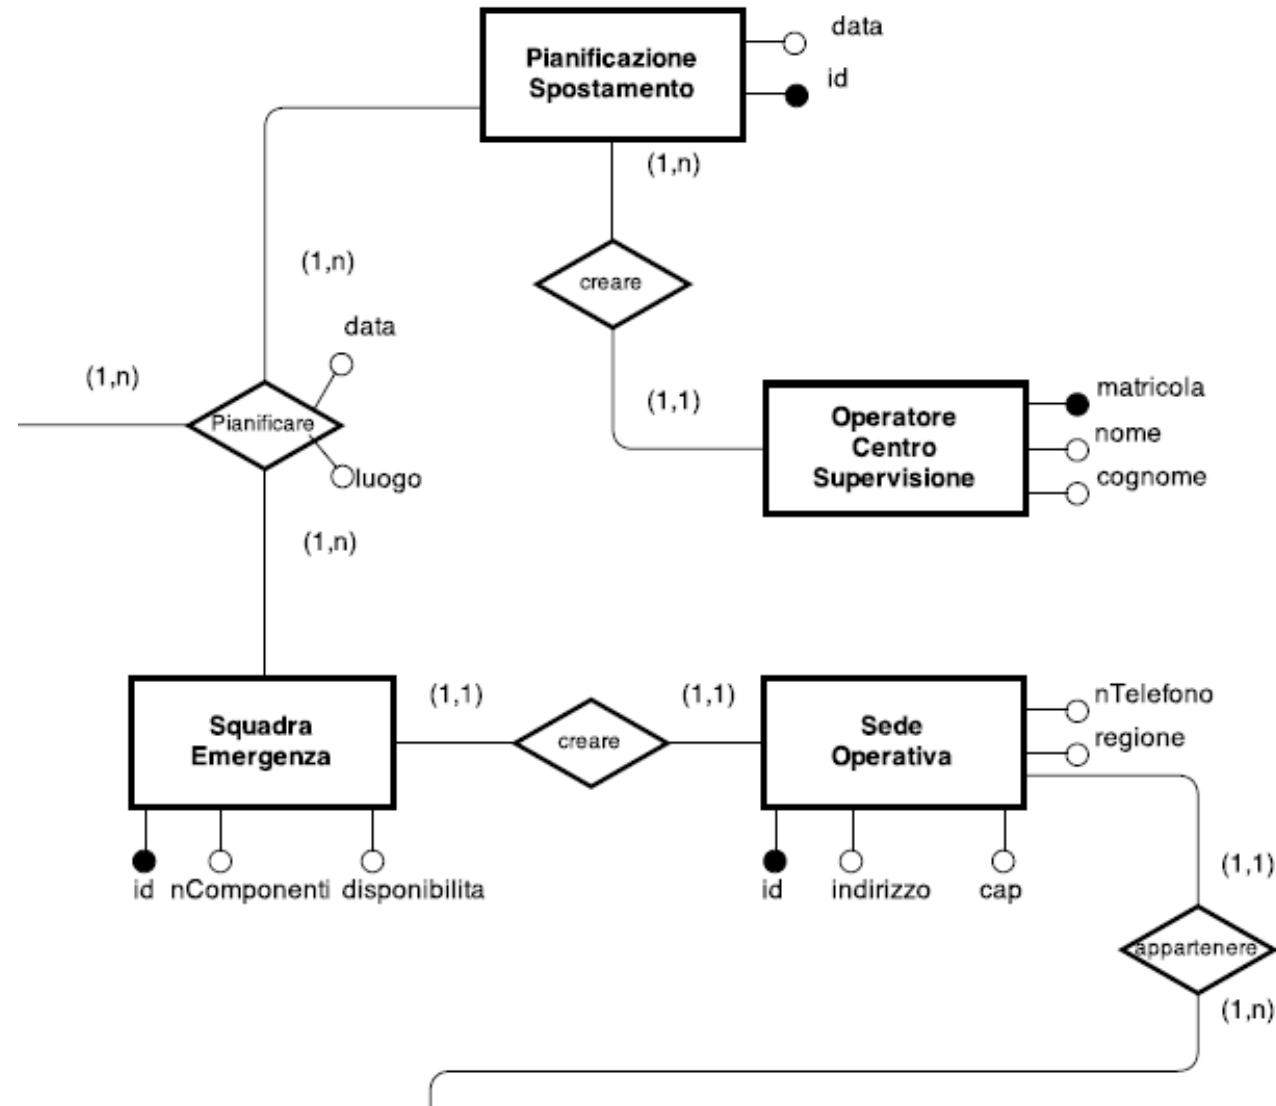 data
Pianificazione
Spostamento
id
(1,n)
(1,n)
creare
data
(1,n)
matricola
(1,1)
Operatore
Centro
Supervisione
nome
Pianificare
cognome
luogo
(1,n)
(1,1)
(1,1)
nTelefono
Squadra
Emergenza
creare
Sede
Operativa
regione
(1,1)
id nComponenti disponibilita
id indirizzo cap
appartenere
(1,n)